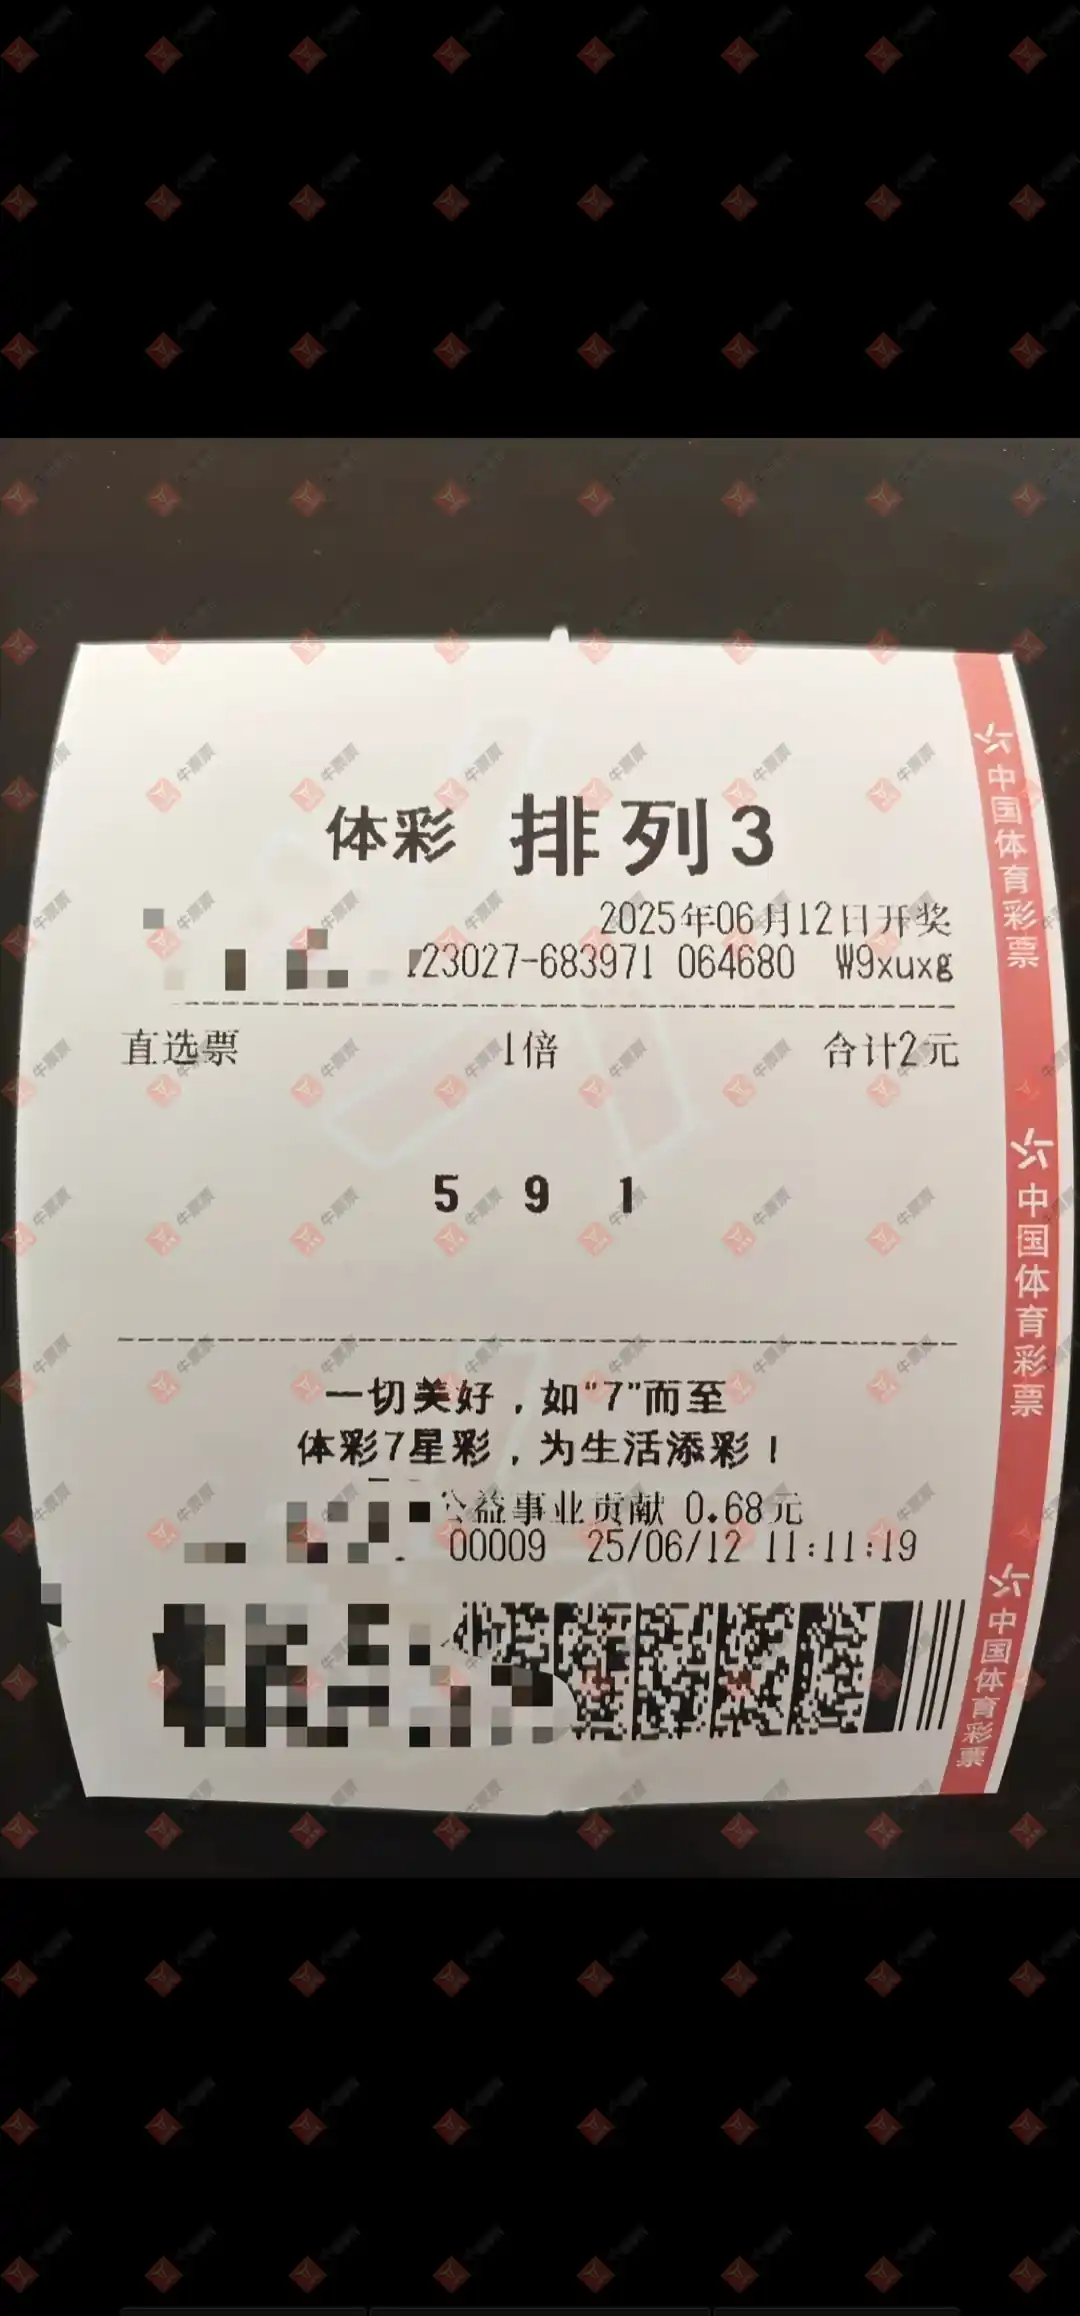 体彩 排列3
2025年06月12日开奖
123027-683971 064680 W9xuxg
直选票 1倍 合计2元
5 9 1
一切美好，如“7”而至
体彩7星彩，为生活添彩！
公益事业贡献 0.68元
00009 25/06/12 11:11:19
中国体育彩票
中国体育彩票
中国体育彩票
牛票票